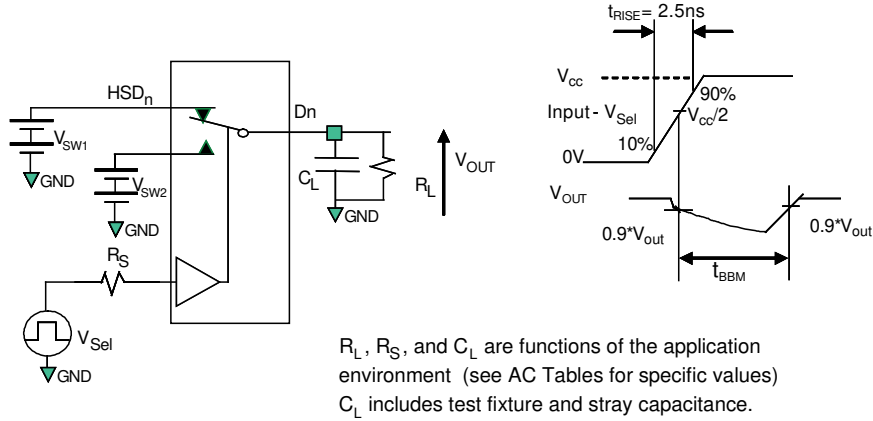 tRISE= 2.5ns
Vcc
HSDn
90%
Dn
Input - VSel
Vcc/2
VSW1
10%
VOUT
0V
GND
VSW2
CL
RL
VOUT
GND
GND
0.9*Vout
0.9*Vout
RS
tBBM
VSel
GND
RL , RS, and CL are functions of the application
environment (see AC Tables for specific values)
CL includes test fixture and stray capacitance.